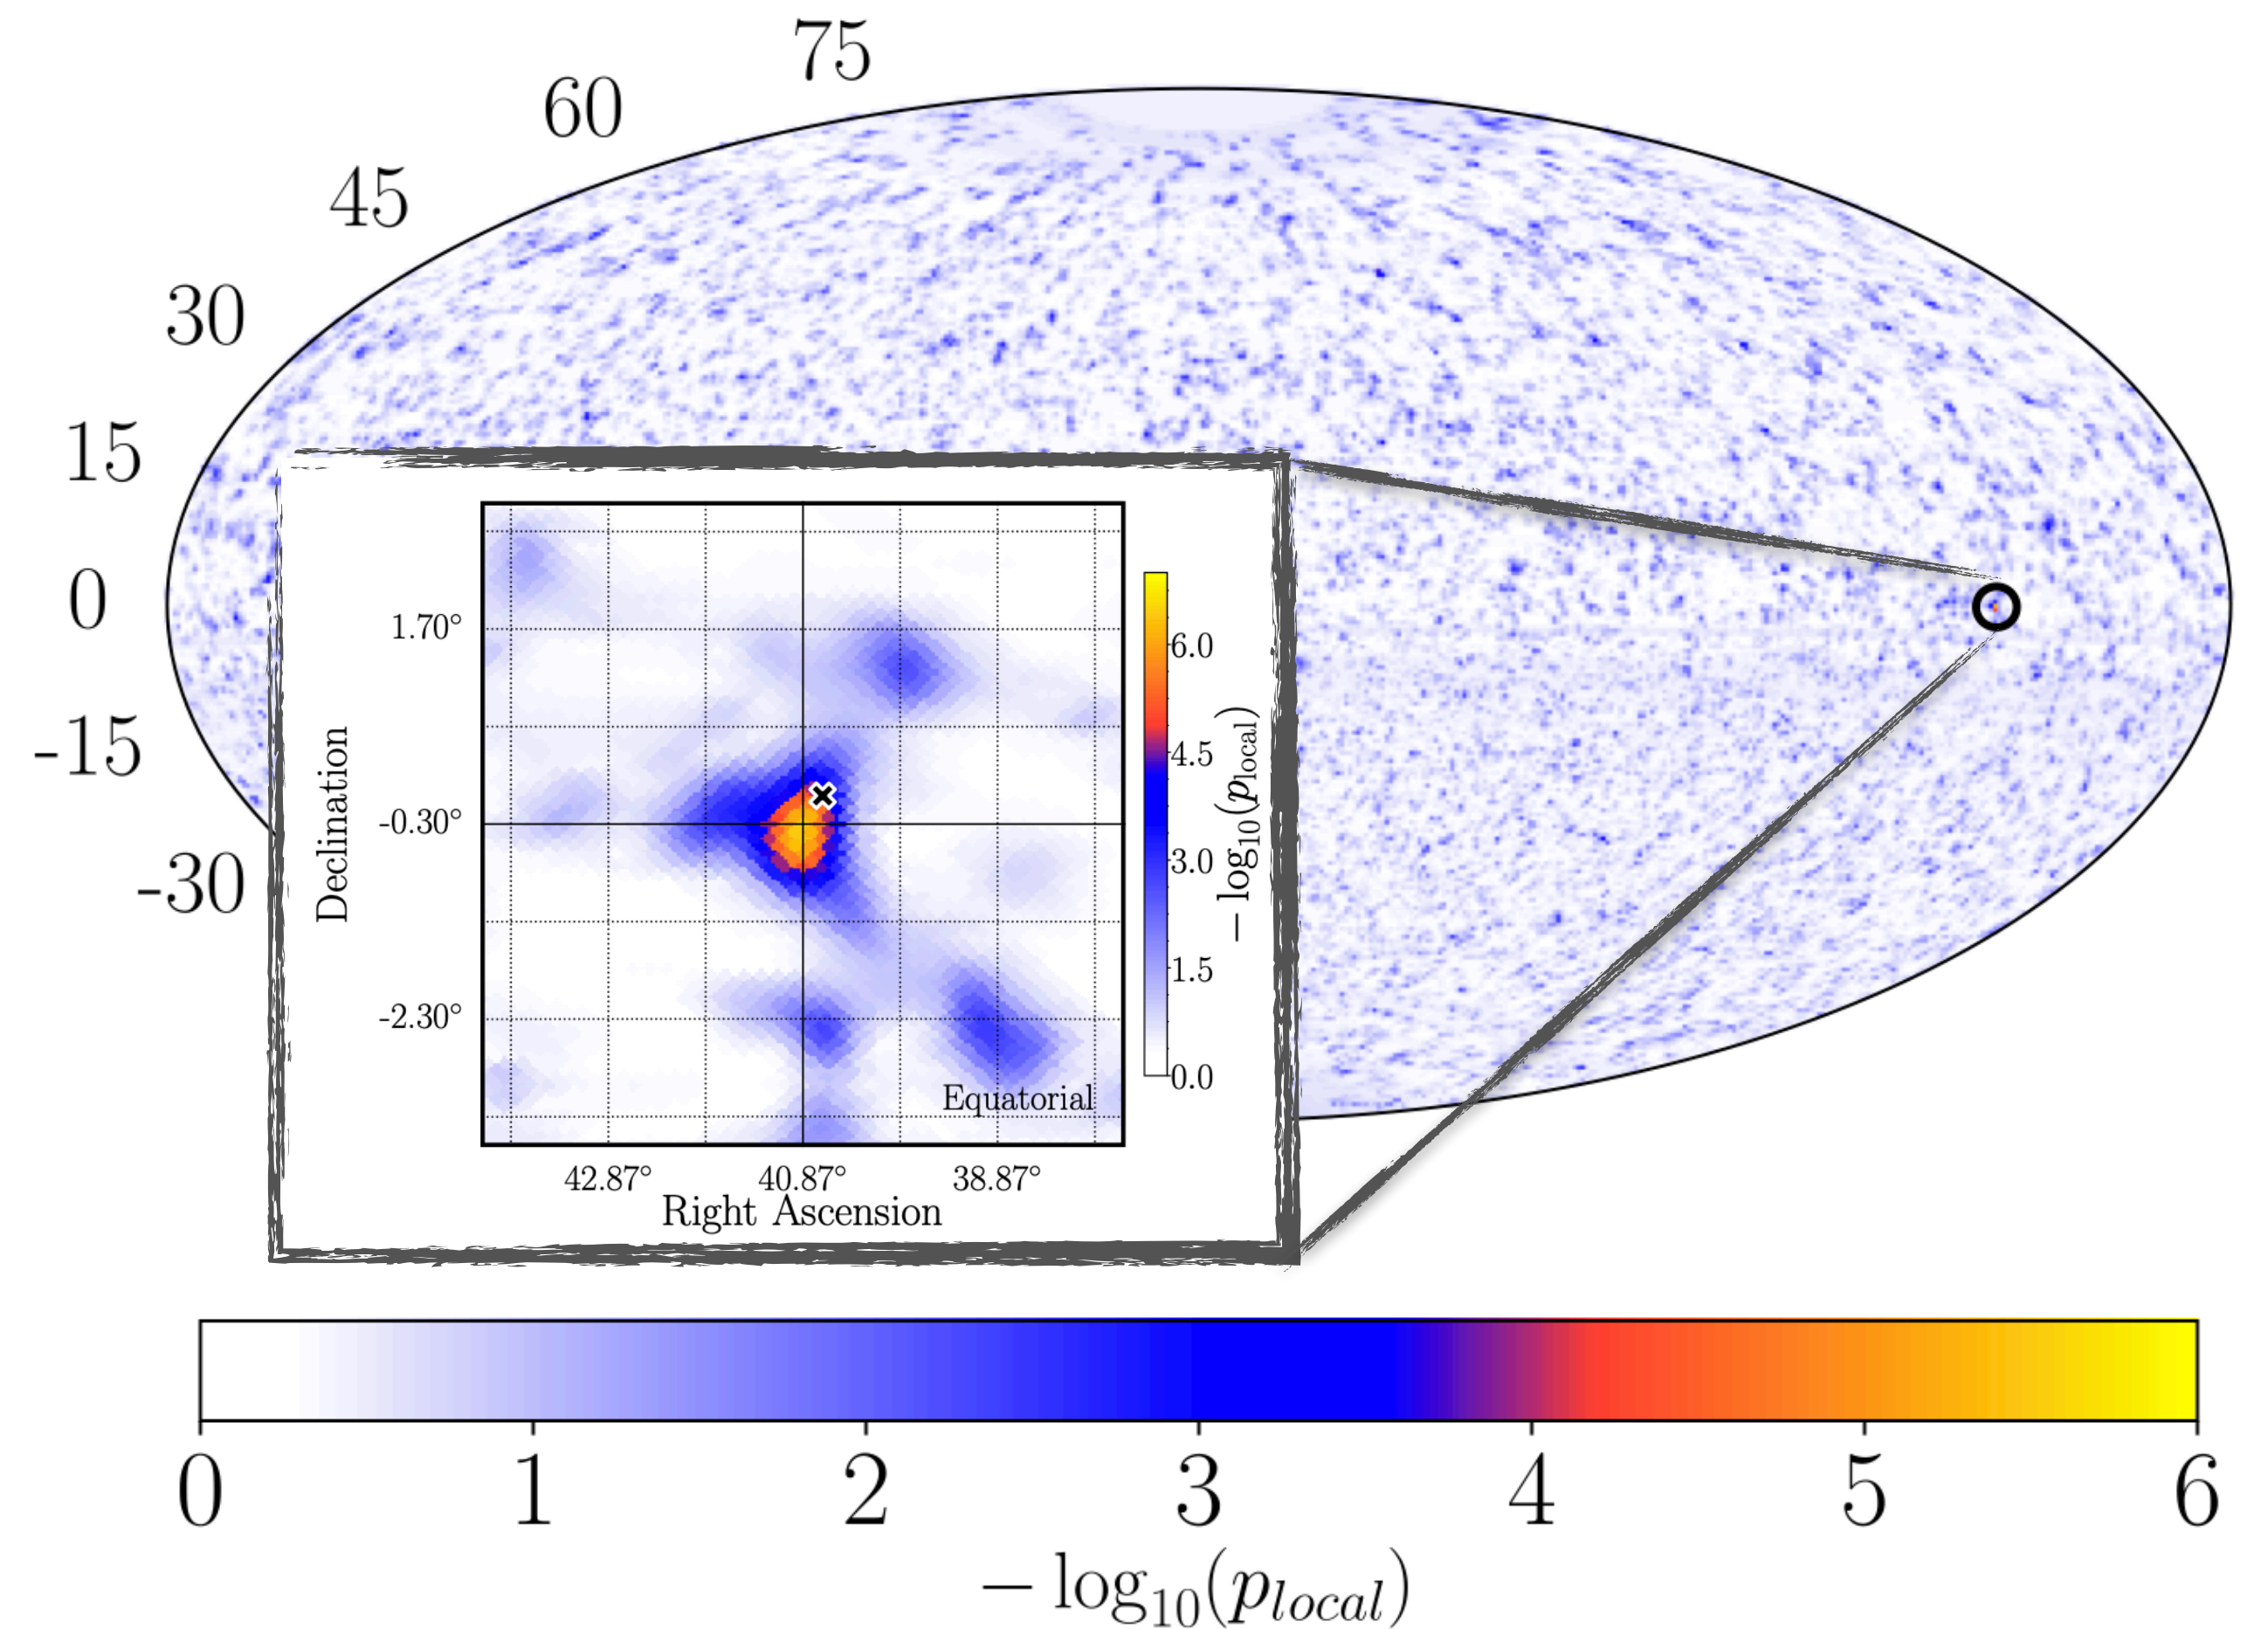 75
60
45
30
15
0
-15
-30
Declination
1.70°
-0.30°
-2.30°
42.87° 40.87° 38.87°
Right Ascension
Equatorial
6.0
4.5
3.0
1.5
0.0
− log₁₀(p_local)
0 1 2 3 4 5 6
− log₁₀(p_local)